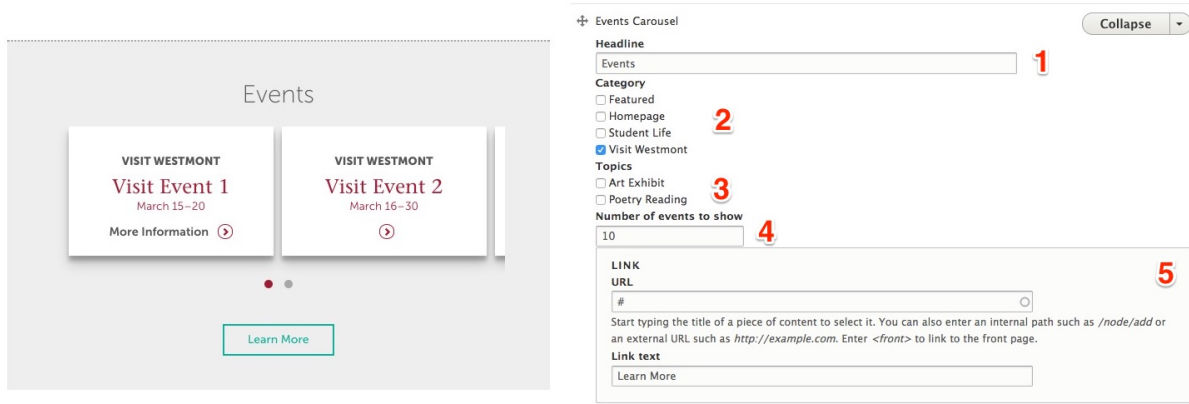 Events
VISIT WESTMONT
Visit Event 1
March 15–20
More Information
VISIT WESTMONT
Visit Event 2
March 16–30
Learn More
Events Carousel
Collapse
Headline
Events
1
Category
Featured
Homepage
Student Life
Visit Westmont
2
Topics
Art Exhibit
Poetry Reading
3
Number of events to show
10
4
LINK
5
URL
#
Start typing the title of a piece of content to select it. You can also enter an internal path such as /node/add or
an external URL such as http://example.com. Enter <front> to link to the front page.
Link text
Learn More